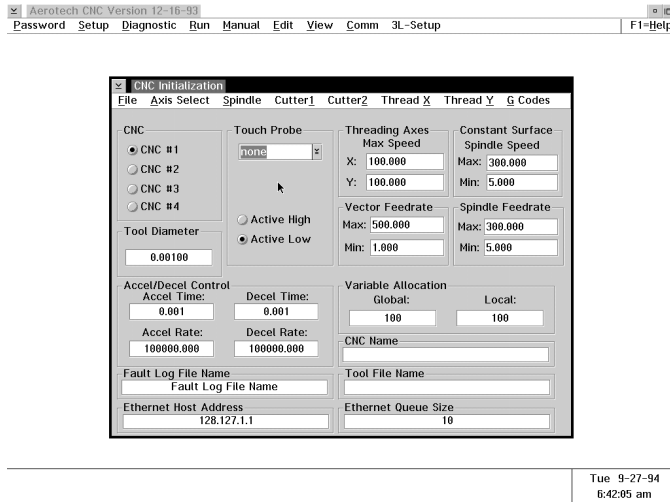 Aerotech CNC Version 12-16-93
Password Setup Diagnostic Run Manual Edit View Comm 3L-Setup F1=Help
CNC Initialization
File Axis Select Spindle Cutter1 Cutter2 Thread X Thread Y G Codes
CNC
CNC #1
CNC #2
CNC #3
CNC #4
Touch Probe
none
Active High
Active Low
Threading Axes
Max Speed
X: 100.000
Y: 100.000
Constant Surface
Spindle Speed
Max: 300.000
Min: 5.000
Tool Diameter
0.00100
Vector Feedrate
Max: 500.000
Min: 1.000
Spindle Feedrate
Max: 300.000
Min: 5.000
Accel/Decel Control
Accel Time: Decel Time:
0.001 0.001
Accel Rate: Decel Rate:
100000.000 100000.000
Variable Allocation
Global: Local:
100 100
CNC Name
Fault Log File Name
Fault Log File Name
Tool File Name
Ethernet Host Address
128.127.1.1
Ethernet Queue Size
10
Tue 9-27-94
6:42:05 am